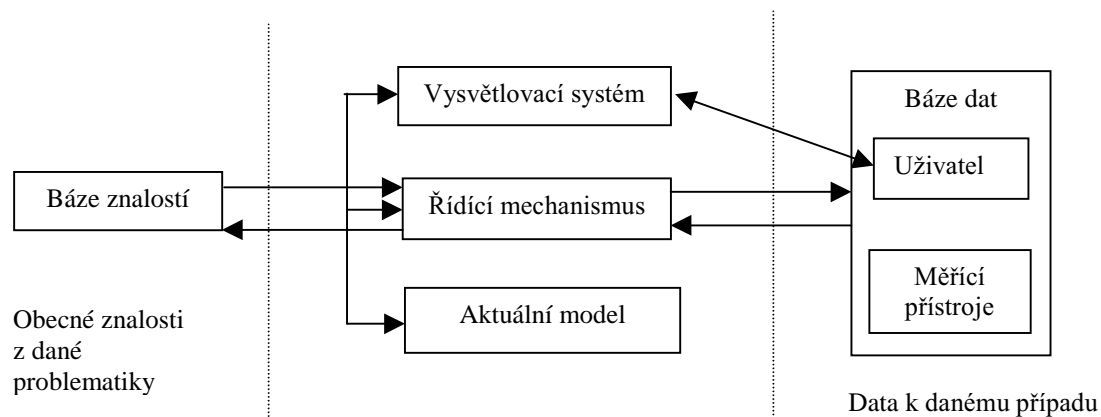 Vysvětlovací systém
Báze dat
Uživatel
Báze znalostí
Řídící mechanismus
Měřící
přístroje
Aktuální model
Obecné znalosti
z dané
problematiky
Data k danému případu